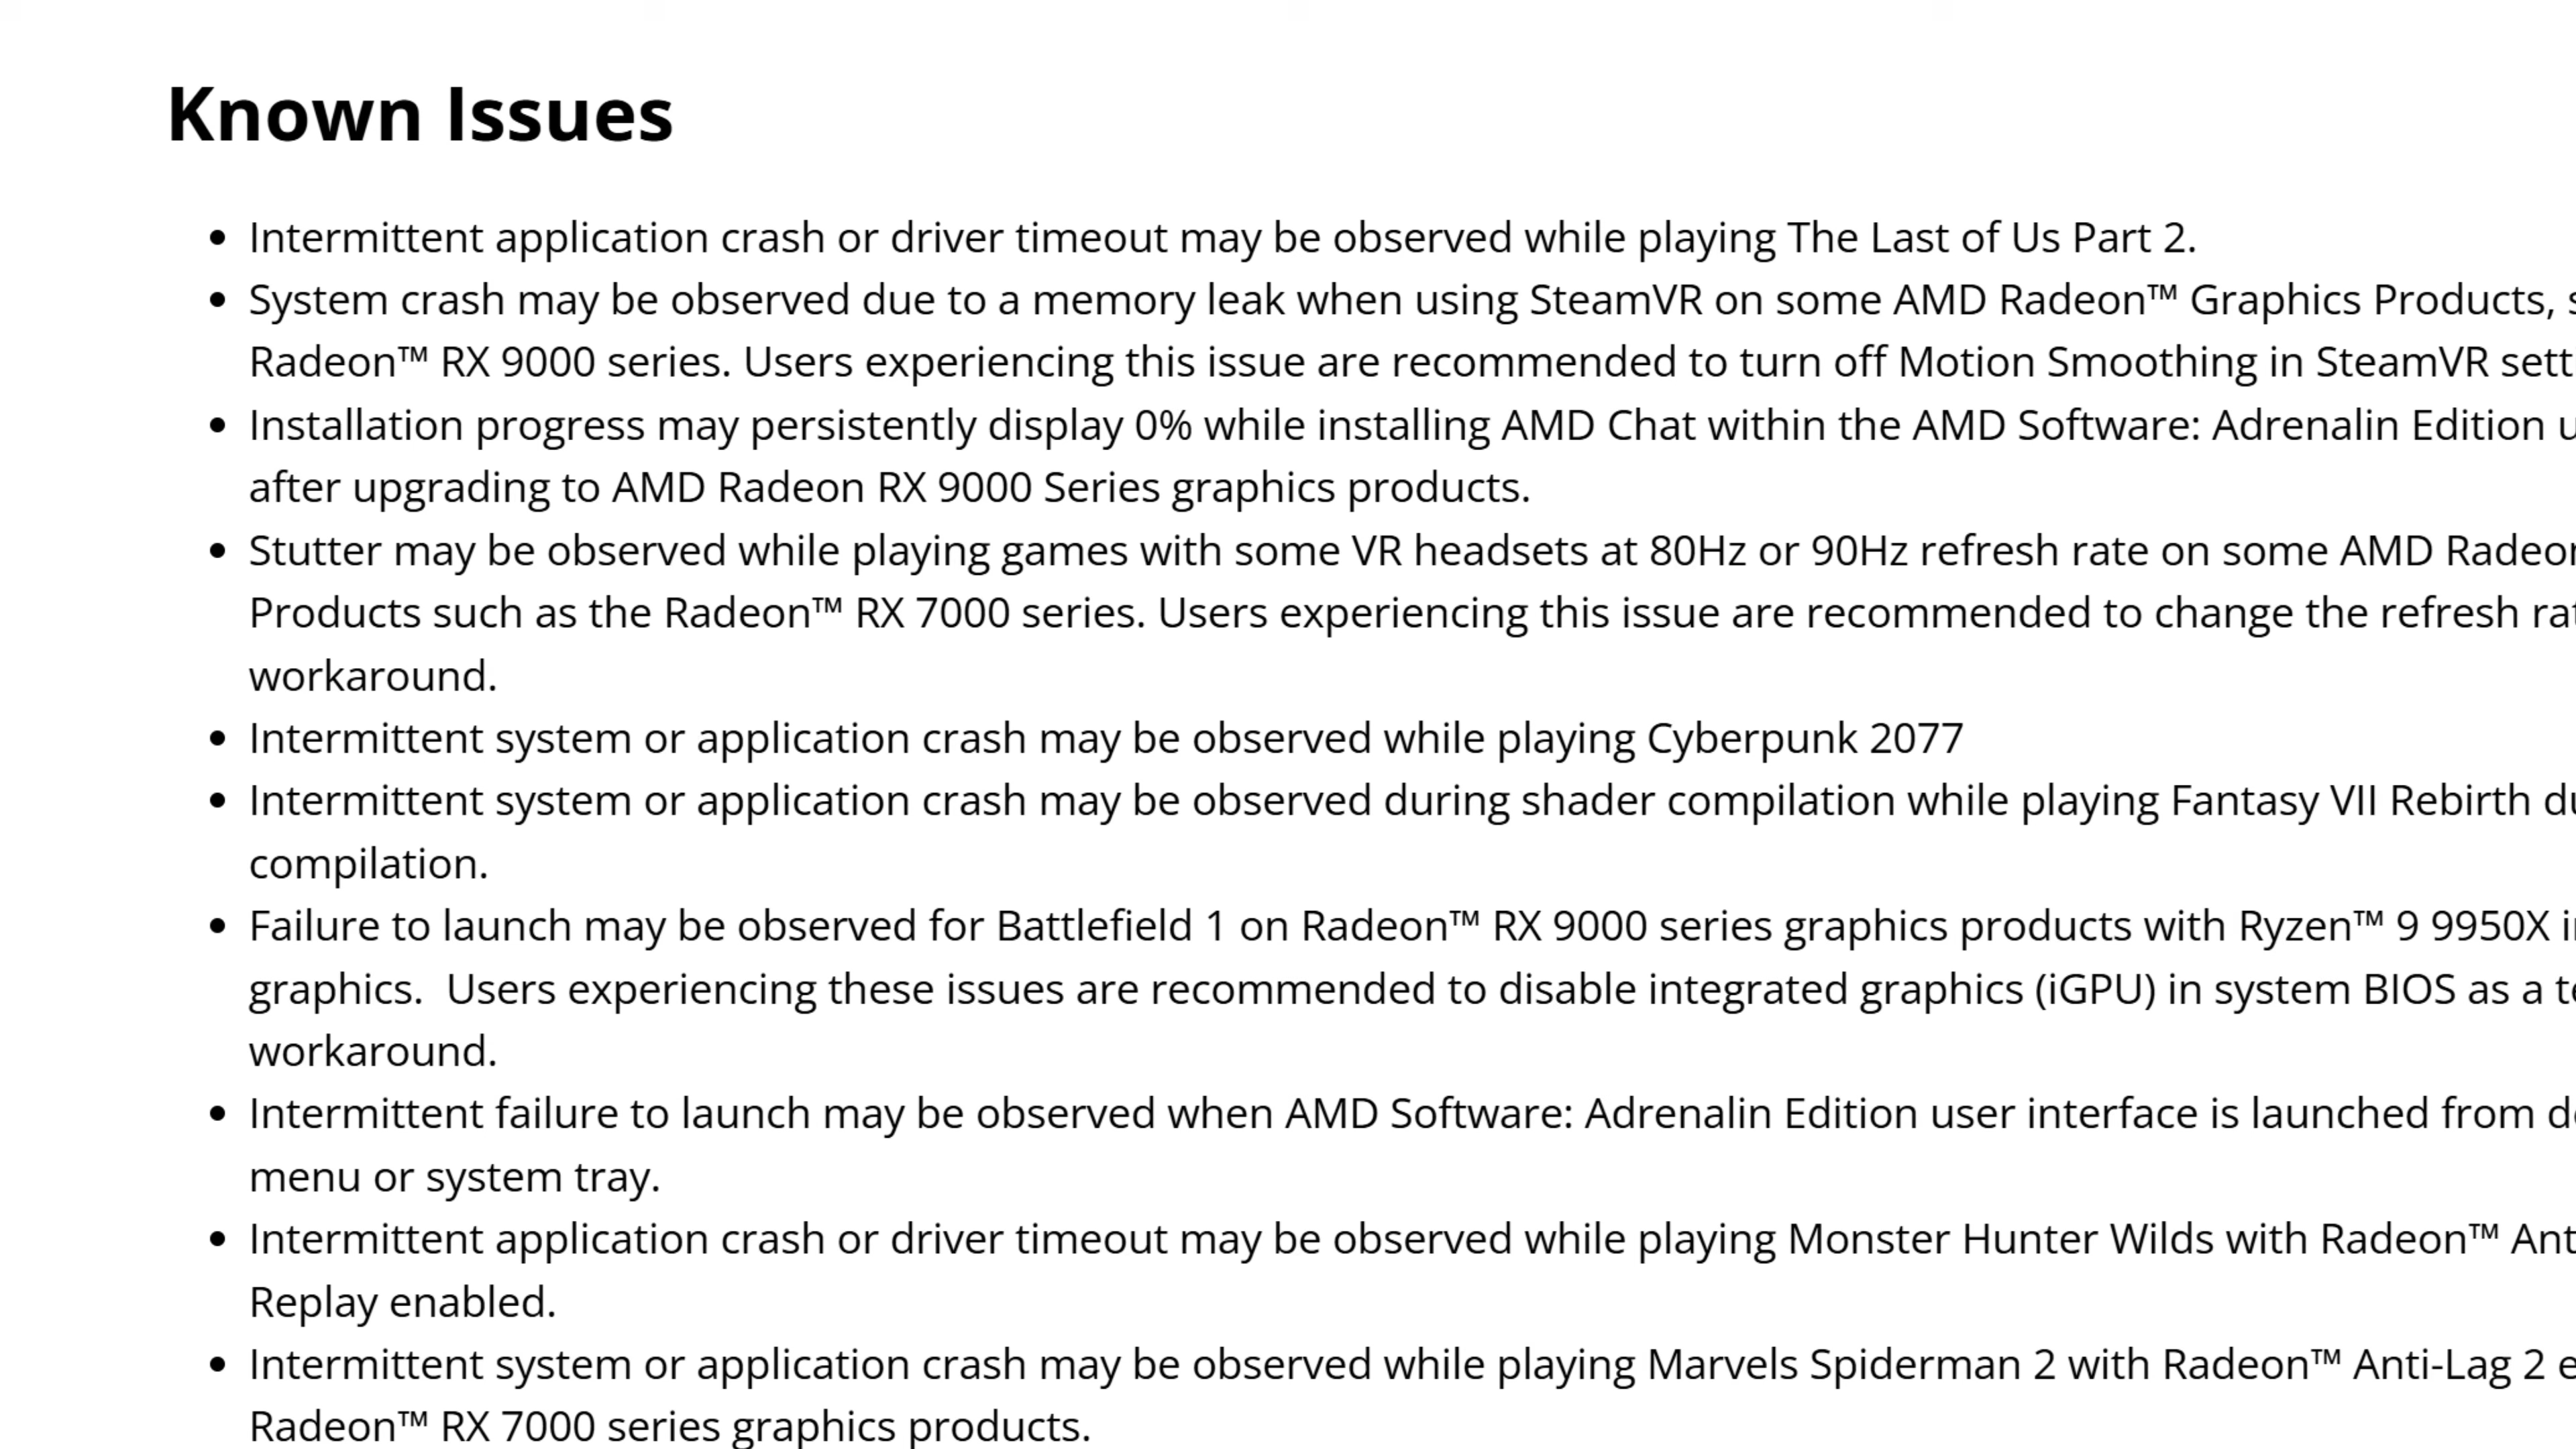 Known Issues
Intermittent application crash or driver timeout may be observed while playing The Last of Us Part 2.
System crash may be observed due to a memory leak when using SteamVR on some AMD Radeon™ Graphics Products, s
Radeon™ RX 9000 series. Users experiencing this issue are recommended to turn off Motion Smoothing in SteamVR sett
Installation progress may persistently display 0% while installing AMD Chat within the AMD Software: Adrenalin Edition u
after upgrading to AMD Radeon RX 9000 Series graphics products.
Stutter may be observed while playing games with some VR headsets at 80Hz or 90Hz refresh rate on some AMD Radeon
Products such as the Radeon™ RX 7000 series. Users experiencing this issue are recommended to change the refresh rat
workaround.
Intermittent system or application crash may be observed while playing Cyberpunk 2077
Intermittent system or application crash may be observed during shader compilation while playing Fantasy VII Rebirth du
compilation.
Failure to launch may be observed for Battlefield 1 on Radeon™ RX 9000 series graphics products with Ryzen™ 9 9950X i
graphics.  Users experiencing these issues are recommended to disable integrated graphics (iGPU) in system BIOS as a te
workaround.
Intermittent failure to launch may be observed when AMD Software: Adrenalin Edition user interface is launched from de
menu or system tray.
Intermittent application crash or driver timeout may be observed while playing Monster Hunter Wilds with Radeon™ Ant
Replay enabled.
Intermittent system or application crash may be observed while playing Marvels Spiderman 2 with Radeon™ Anti-Lag 2 e
Radeon™ RX 7000 series graphics products.